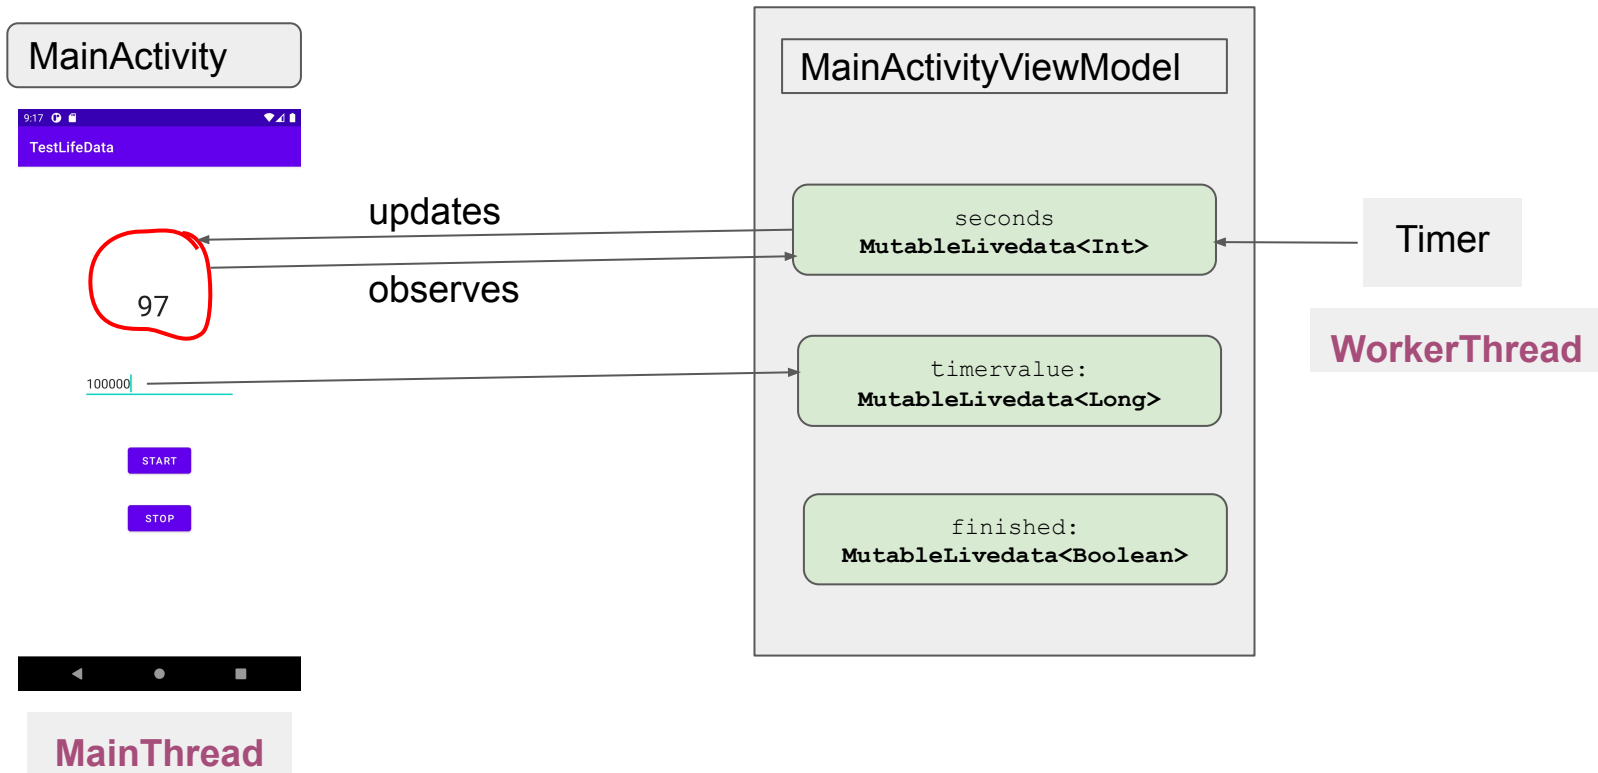 MainActivity
9:17
TestLifeData
97
100000
START
STOP
MainThread
updates
observes
MainActivityViewModel
seconds
MutableLivedata<Int>
timervalue:
MutableLivedata<Long>
finished:
MutableLivedata<Boolean>
Timer
WorkerThread